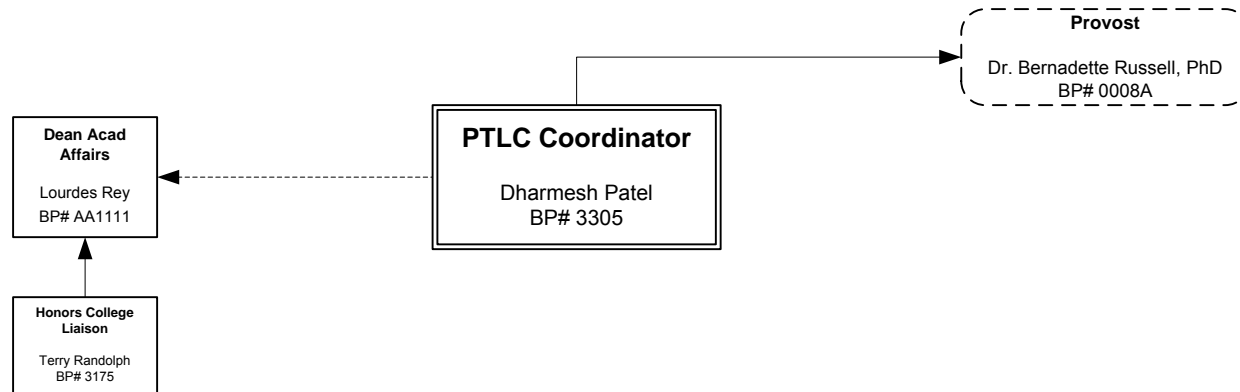 Provost
Dr. Bernadette Russell, PhD
BP# 0008A
PTLC Coordinator
Dharmesh Patel
BP# 3305
Dean Acad
Affairs
Lourdes Rey
BP# AA1111
Honors College
Liaison
Terry Randolph
BP# 3175